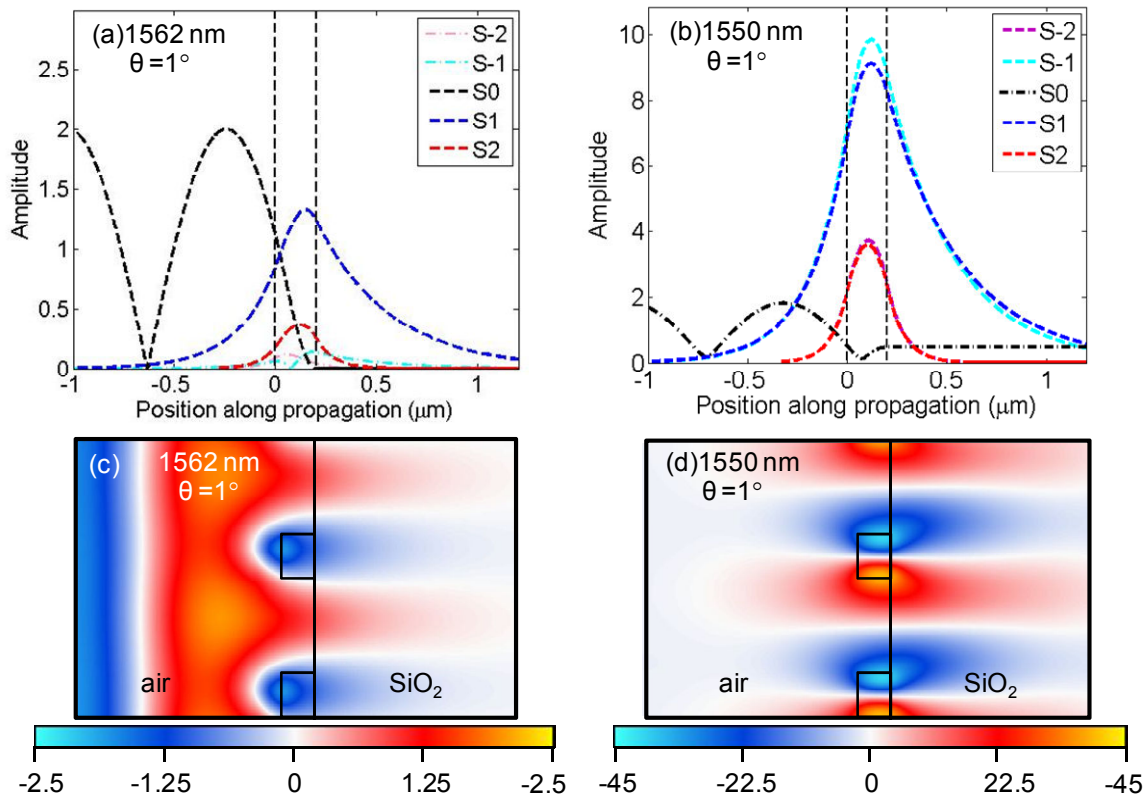 (a)1562 nm
θ =1°
S-2
S-1
S0
S1
S2
2.5
2
1.5
1
0.5
0
-1
-0.5
0
0.5
1
Amplitude
Position along propagation (μm)
(b)1550 nm
θ =1°
S-2
S-1
S0
S1
S2
10
8
6
4
2
0
-1
-0.5
0
0.5
1
Amplitude
Position along propagation (μm)
(c) 1562 nm
θ =1°
air
SiO₂
-2.5
-1.25
0
1.25
-2.5
(d)1550 nm
θ =1°
air
SiO₂
-45
-22.5
0
22.5
-45